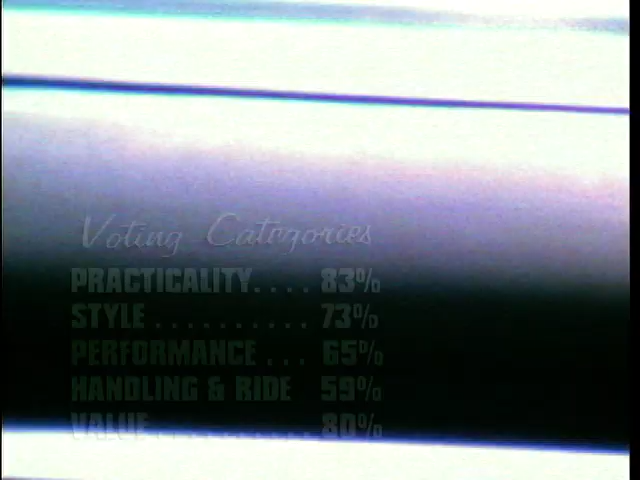 Voting Categories
PRACTICALITY.... 83%
STYLE.......... 73%
PERFORMANCE... 65%
HANDLING & RIDE 59%
VALUE.......... 80%